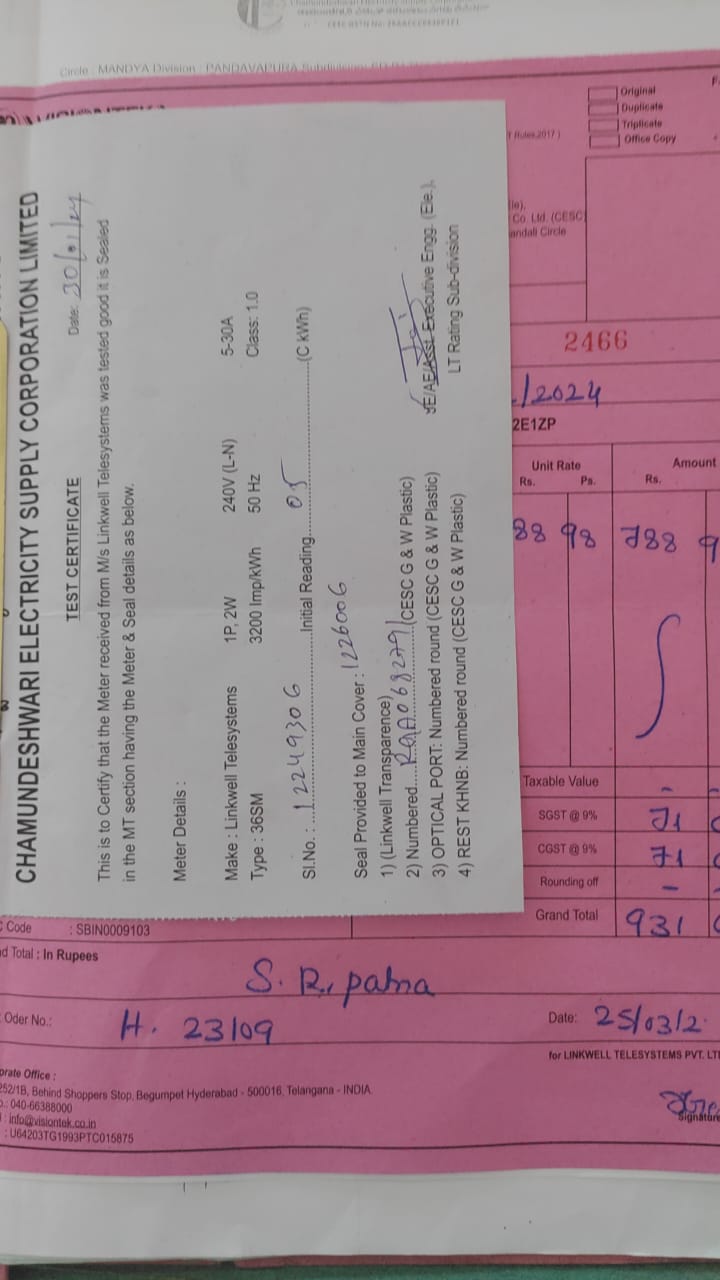 Circle : MANDYA Division : PANDAVAPURA
CHAMUNDESHWARI ELECTRICITY SUPPLY CORPORATION LIMITED
TEST CERTIFICATE
Date: 30/01/24
This is to Certify that the Meter received from M/s Linkwell Telesystems was tested good it is Sealed
in the MT section having the Meter & Seal details as below.
Meter Details :
Make : Linkwell Telesystems 1P, 2W 240V (L-N) 5-30A
Type : 36SM 3200 Imp/kWh 50 Hz Class: 1.0
Sl.No. : 12249306 Initial Reading 05 (C kWh)
Seal Provided to Main Cover : 1226006
1) (Linkwell Transparence)
2) Numbered (CESC G & W Plastic)
3) OPTICAL PORT: Numbered round (CESC G & W Plastic)
4) REST KHNB: Numbered round (CESC G & W Plastic)
JE/AE/Asst. Executive Engg. (Ele.),
LT Rating Sub-division
Original
Duplicate
Triplicate
Office Copy
Rules 2017 )
Co. Ltd. (CESC)
Circle
2466
/2024
2E1ZP
Unit Rate Amount
Rs. Ps. Rs.
88 98 788 9
Taxable Value -
SGST @ 9% 71
CGST @ 9% 71
Rounding off -
Grand Total 931
Code : SBIN0009103
Total : In Rupees
S. R. patna
Oder No.: H. 23/09 Date: 25/03/2
for LINKWELL TELESYSTEMS PVT. LT
Signature
orate Office :
252/1B, Behind Shoppers Stop, Begumpet Hyderabad - 500016, Telangana - INDIA.
: 040-66388000
: info@visiontek.co.in
: U64203TG1993PTC015875